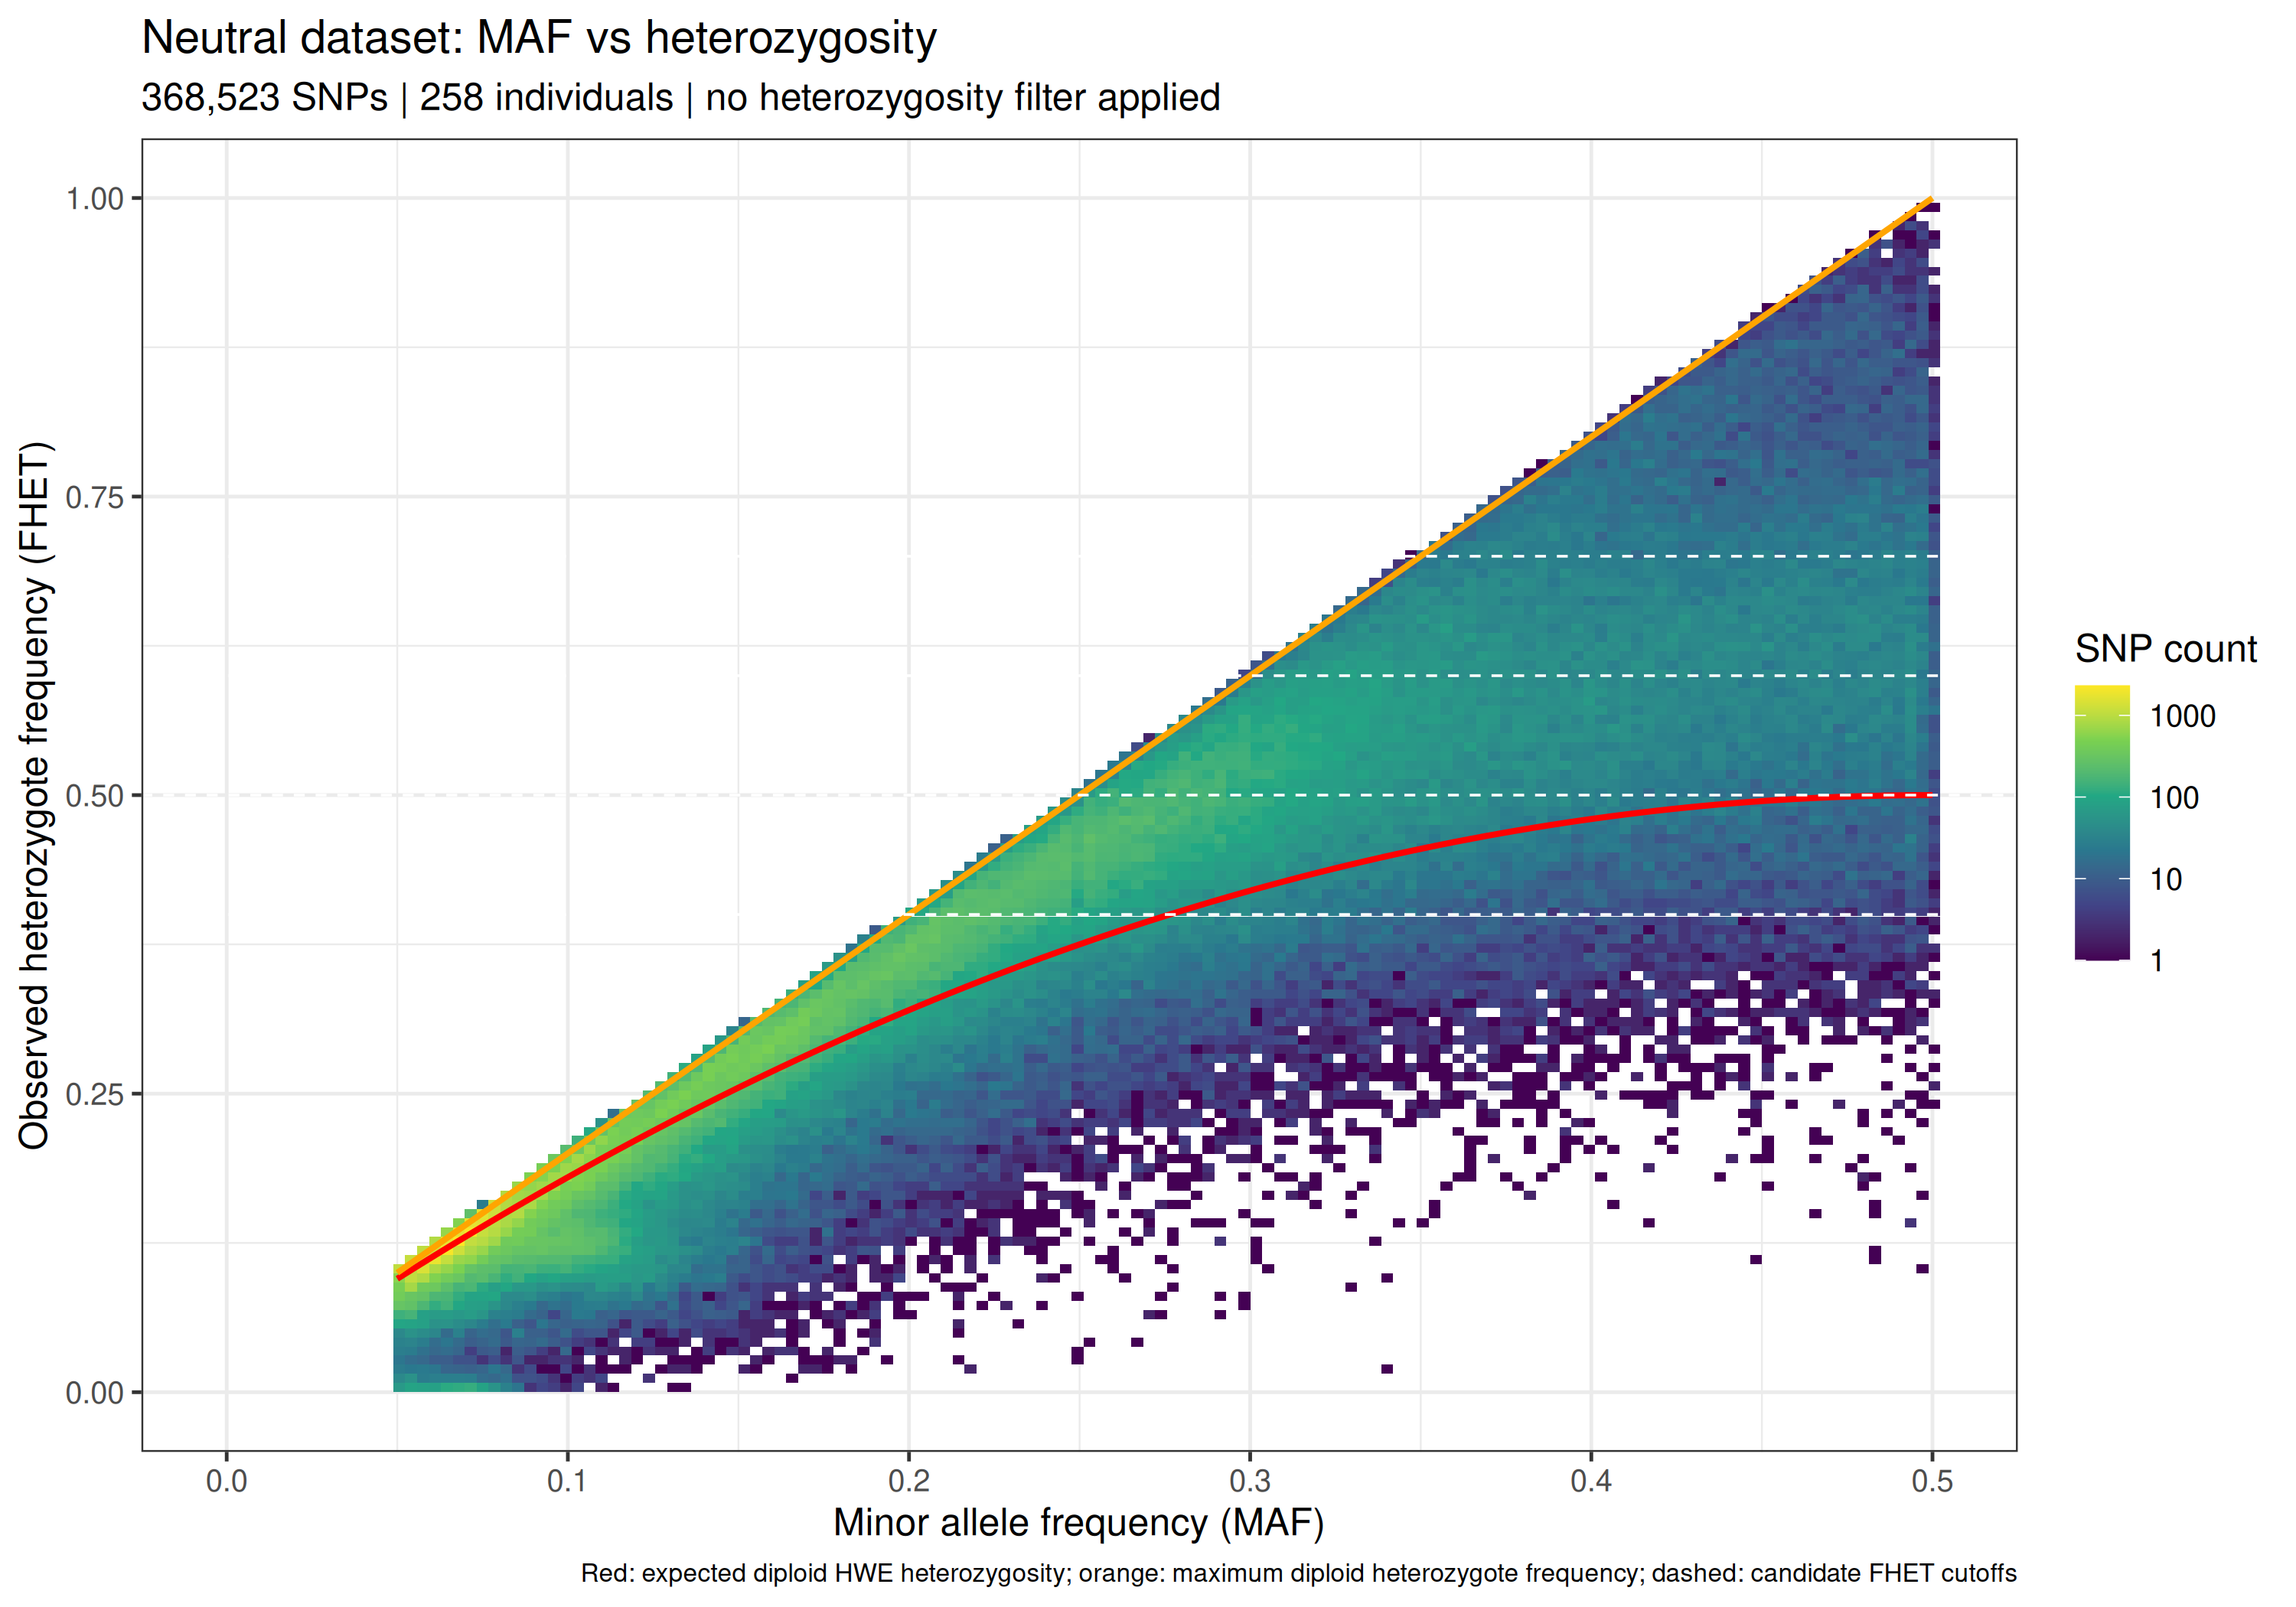 Neutral dataset: MAF vs heterozygosity
368,523 SNPs | 258 individuals | no heterozygosity filter applied
Observed heterozygote frequency (FHET)
1.00
0.75
0.50
0.25
0.00
0.0
0.1
0.2
0.3
0.4
0.5
Minor allele frequency (MAF)
SNP count
1000
100
10
1
Red: expected diploid HWE heterozygosity; orange: maximum diploid heterozygote frequency; dashed: candidate FHET cutoffs